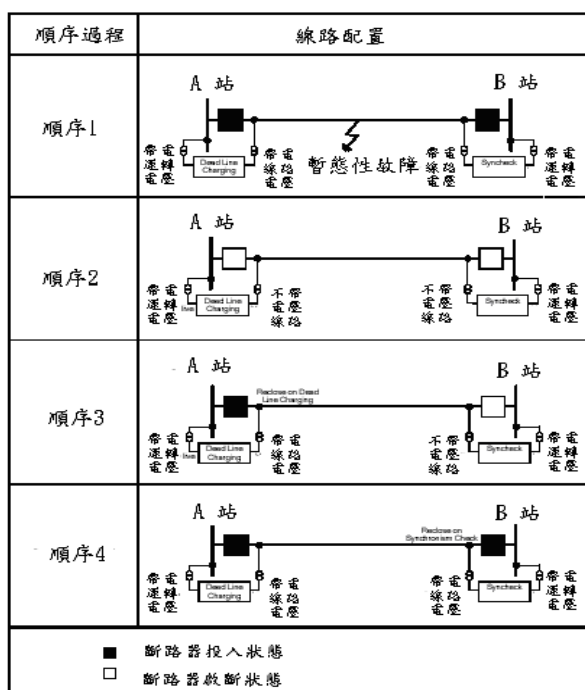 順序過程 線路配置
順序1
A 站 B 站
暫態性故障
帶電運轉電壓 Dead Line Charging 帶電線路電壓 帶電線路電壓 Syncheck 帶電運轉電壓
順序2
A 站 B 站
帶電運轉電壓 live Dead Line Charging 不帶電壓線路 不帶電壓線路 Syncheck 帶電運轉電壓
順序3
A 站 B 站
Reclose on Dead Line Charging
帶電運轉電壓 live Dead Line Charging 帶電線路電壓 不帶電壓線路 Syncheck 帶電運轉電壓
順序4
A 站 B 站
Reclose on Synchronism Check
帶電運轉電壓 Dead Line Charging 帶電線路電壓 帶電線路電壓 Syncheck 帶電運轉電壓
斷路器投入狀態
斷路器啟斷狀態